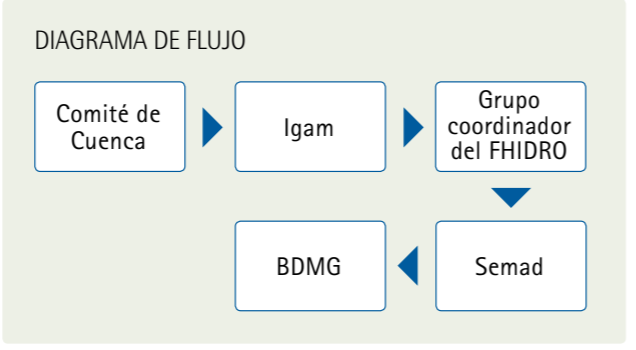 DIAGRAMA DE FLUJO
Comité de
Cuenca
Igam
Grupo
coordinador
del FHIDRO
Semad
BDMG